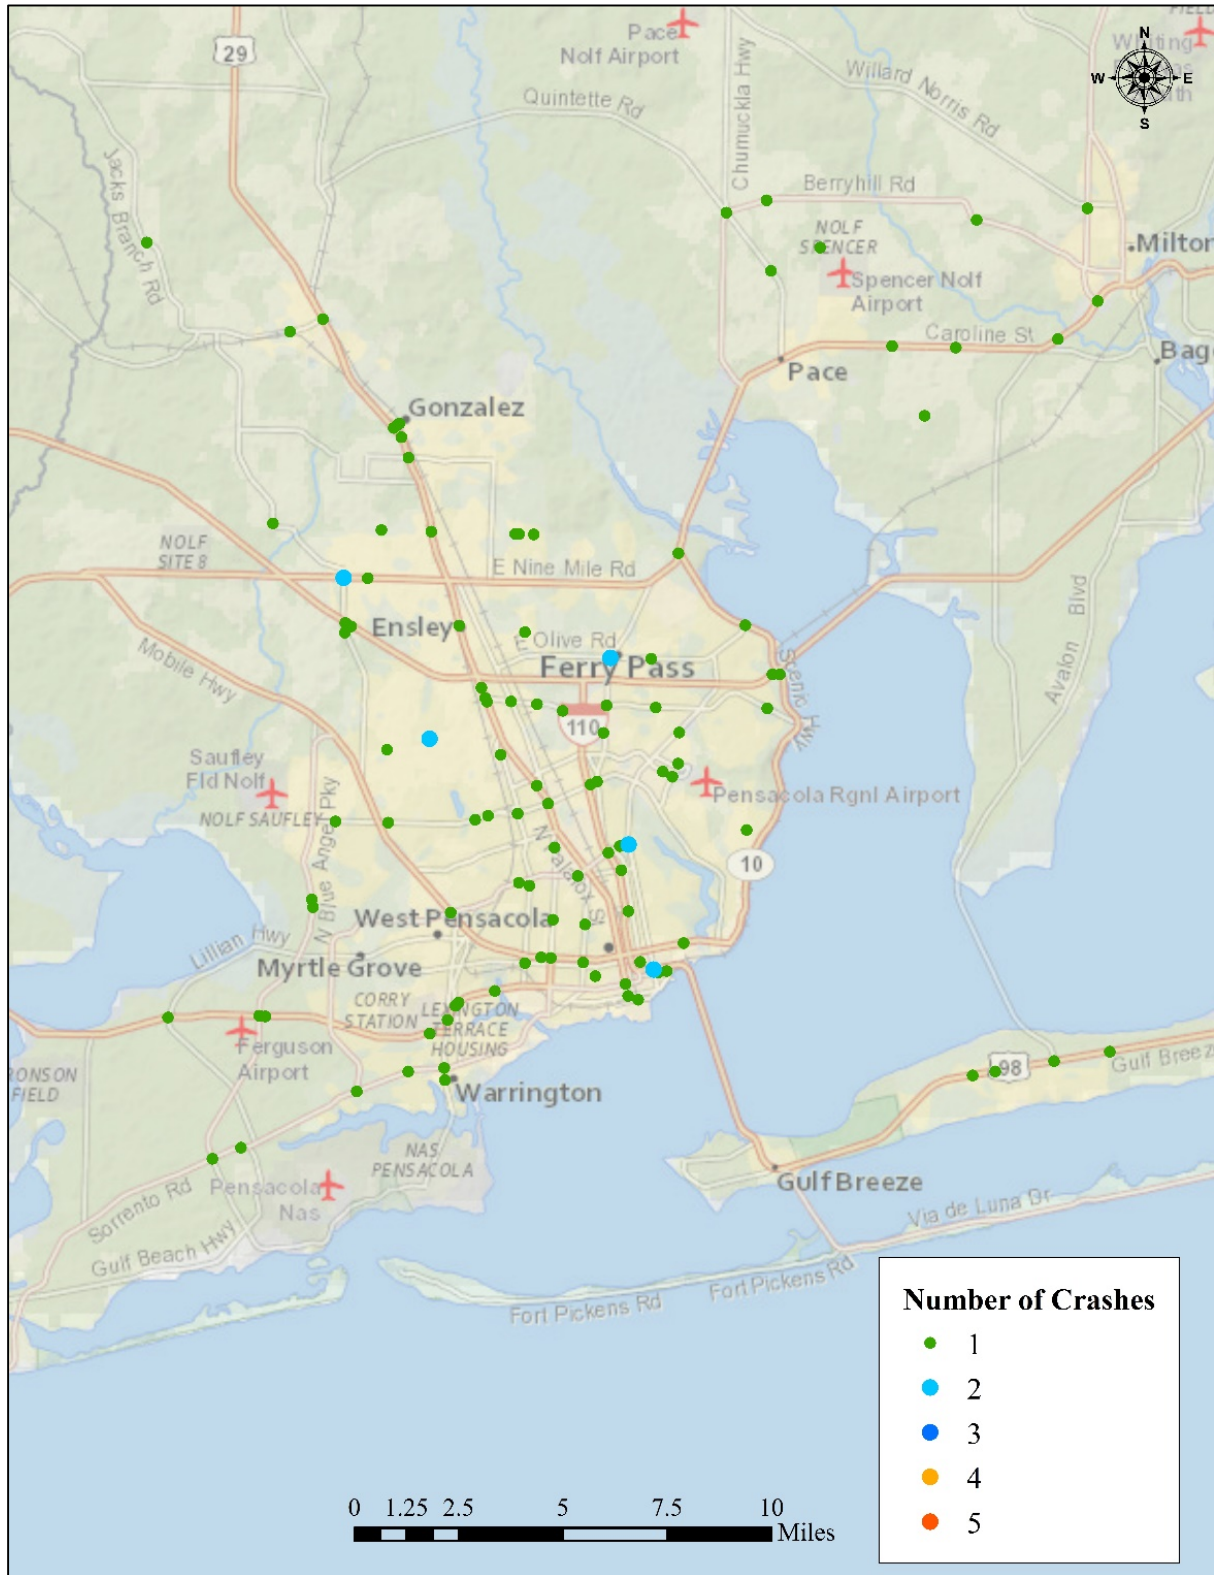 Pace
Nolf Airport
29
N
W
E
S
Quintette Rd
Chumuckla Hwy
Willard Norris Rd
Jacks Branch Rd
Berryhill Rd
NOLF
SPENCER
Milton
Spencer Nolf
Airport
Caroline St
Pace
Gonzalez
NOLF
SITE 8
E Nine Mile Rd
Ensley
Olive Rd
Ferry Pass
Mobile Hwy
Scenic Hwy
Avalon Blvd
110
Saufley
Fld Nolf
NOLF SAUFLEY
Pensacola Rgnl Airport
N Blue Angel Pky
N Palafox St
10
West Pensacola
Lillian Hwy
Myrtle Grove
CORRY
STATION
LEXINGTON
TERRACE
HOUSING
Ferguson
Airport
RONSON
FIELD
98
Gulf Breez
Warrington
NAS
PENSACOLA
Pensacola
Nas
Gulf Breeze
Sorrento Rd
Gulf Beach Hwy
Via de Luna Dr
Fort Pickens Rd
Fort Pickens Rd
Number of Crashes
1
2
3
4
5
0 1.25 2.5 5 7.5 10
Miles